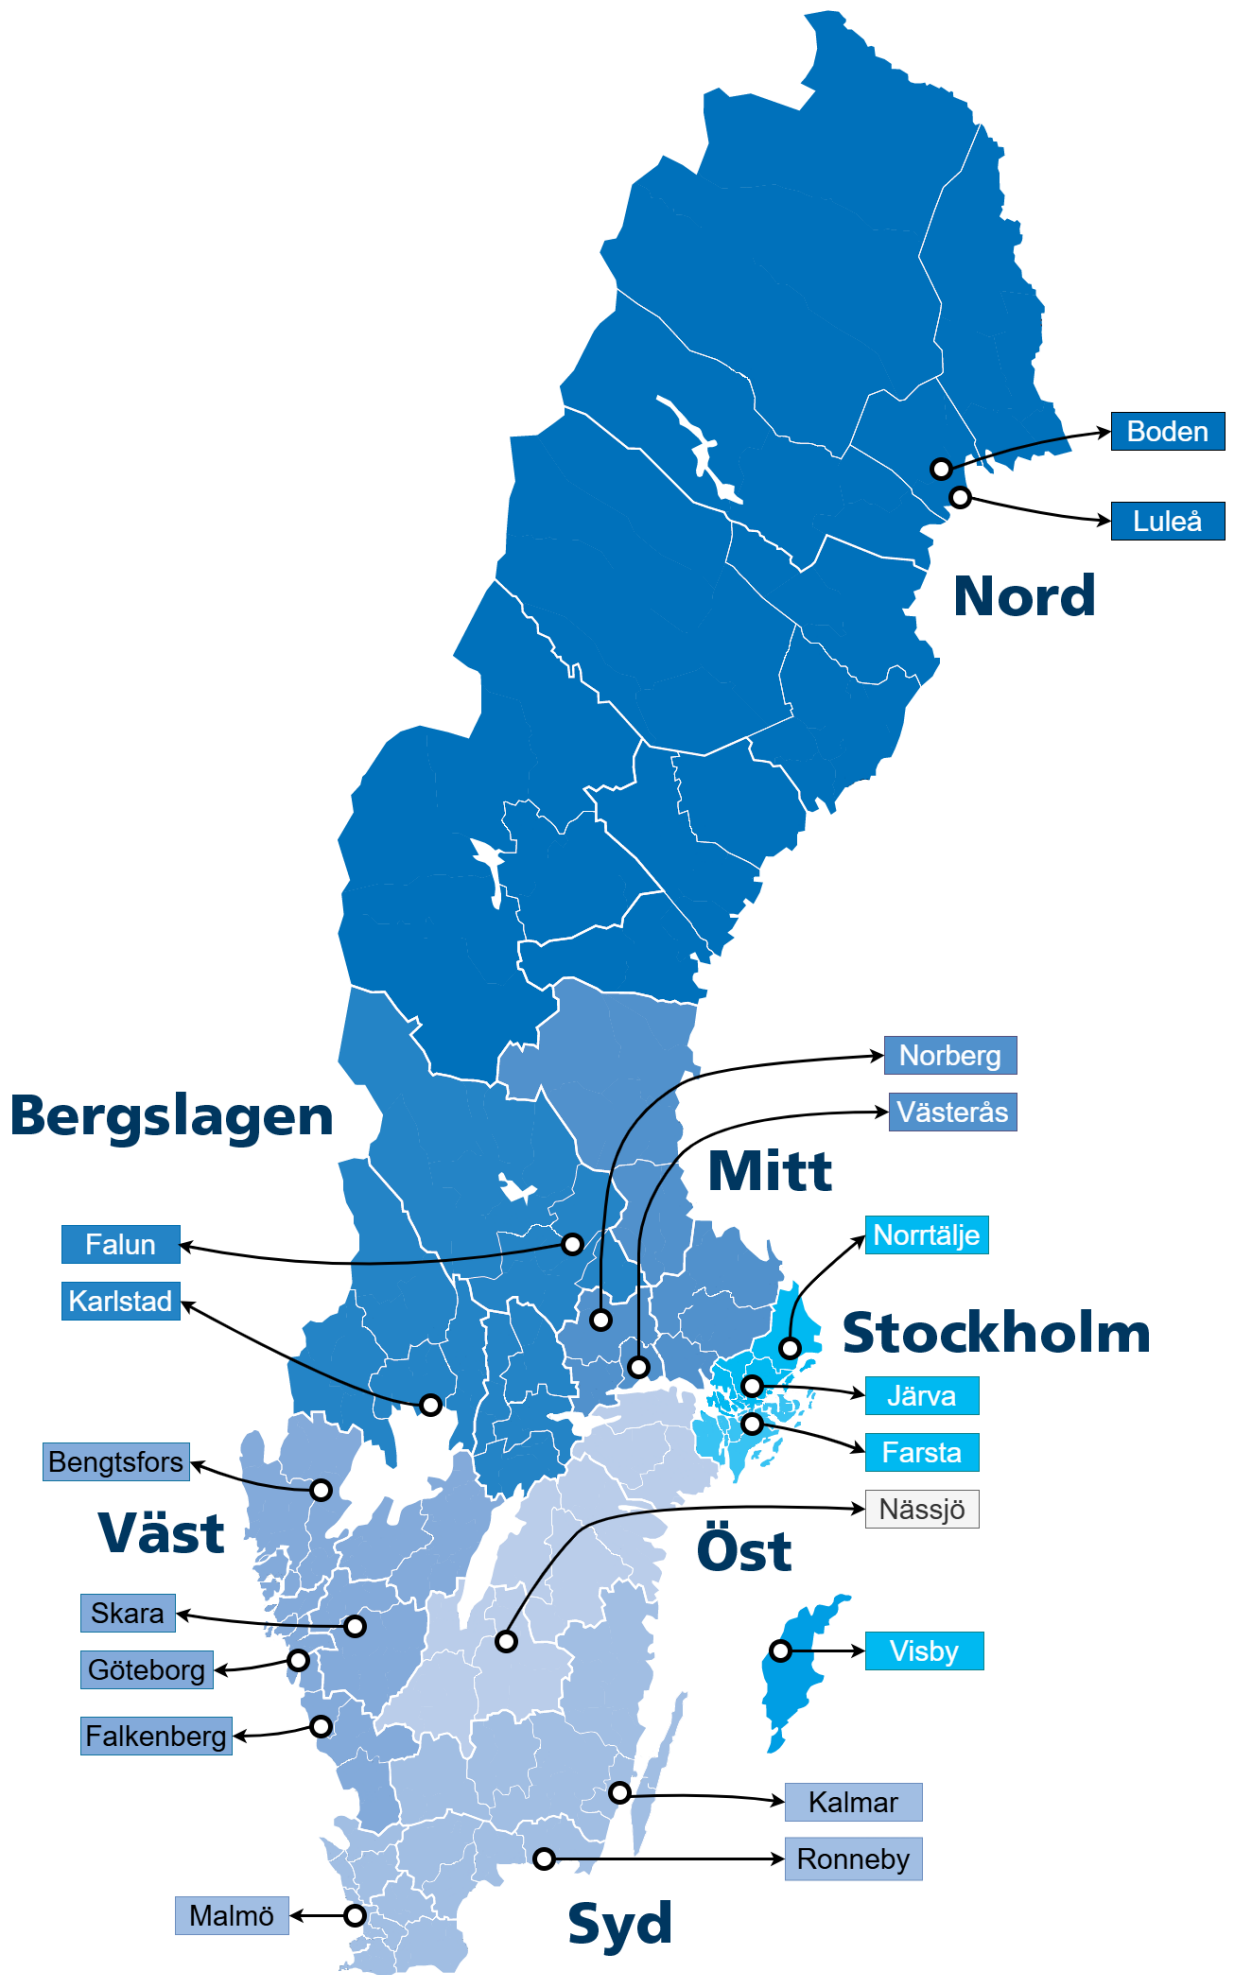 Boden
Luleå
Nord
Norberg
Bergslagen
Västerås
Mitt
Falun
Norrtälje
Karlstad
Stockholm
Järva
Bengtsfors
Farsta
Nässjö
Väst
Öst
Skara
Göteborg
Visby
Falkenberg
Kalmar
Ronneby
Malmö
Syd